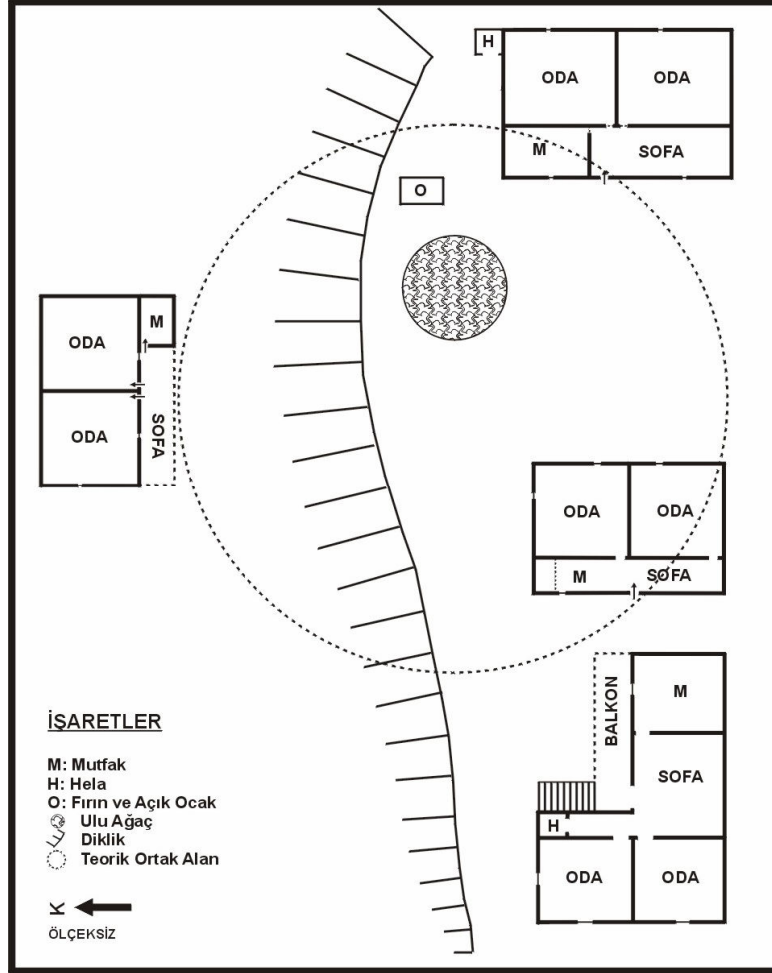 H
ODA
ODA
M
SOFA
O
M
ODA
ODA
SOFA
ODA
ODA
M
SOFA
BALKON
M
SOFA
H
ODA
ODA
İŞARETLER
M: Mutfak
H: Hela
O: Fırın ve Açık Ocak
Ulu Ağaç
Diklik
Teorik Ortak Alan
K
ÖLÇEKSİZ